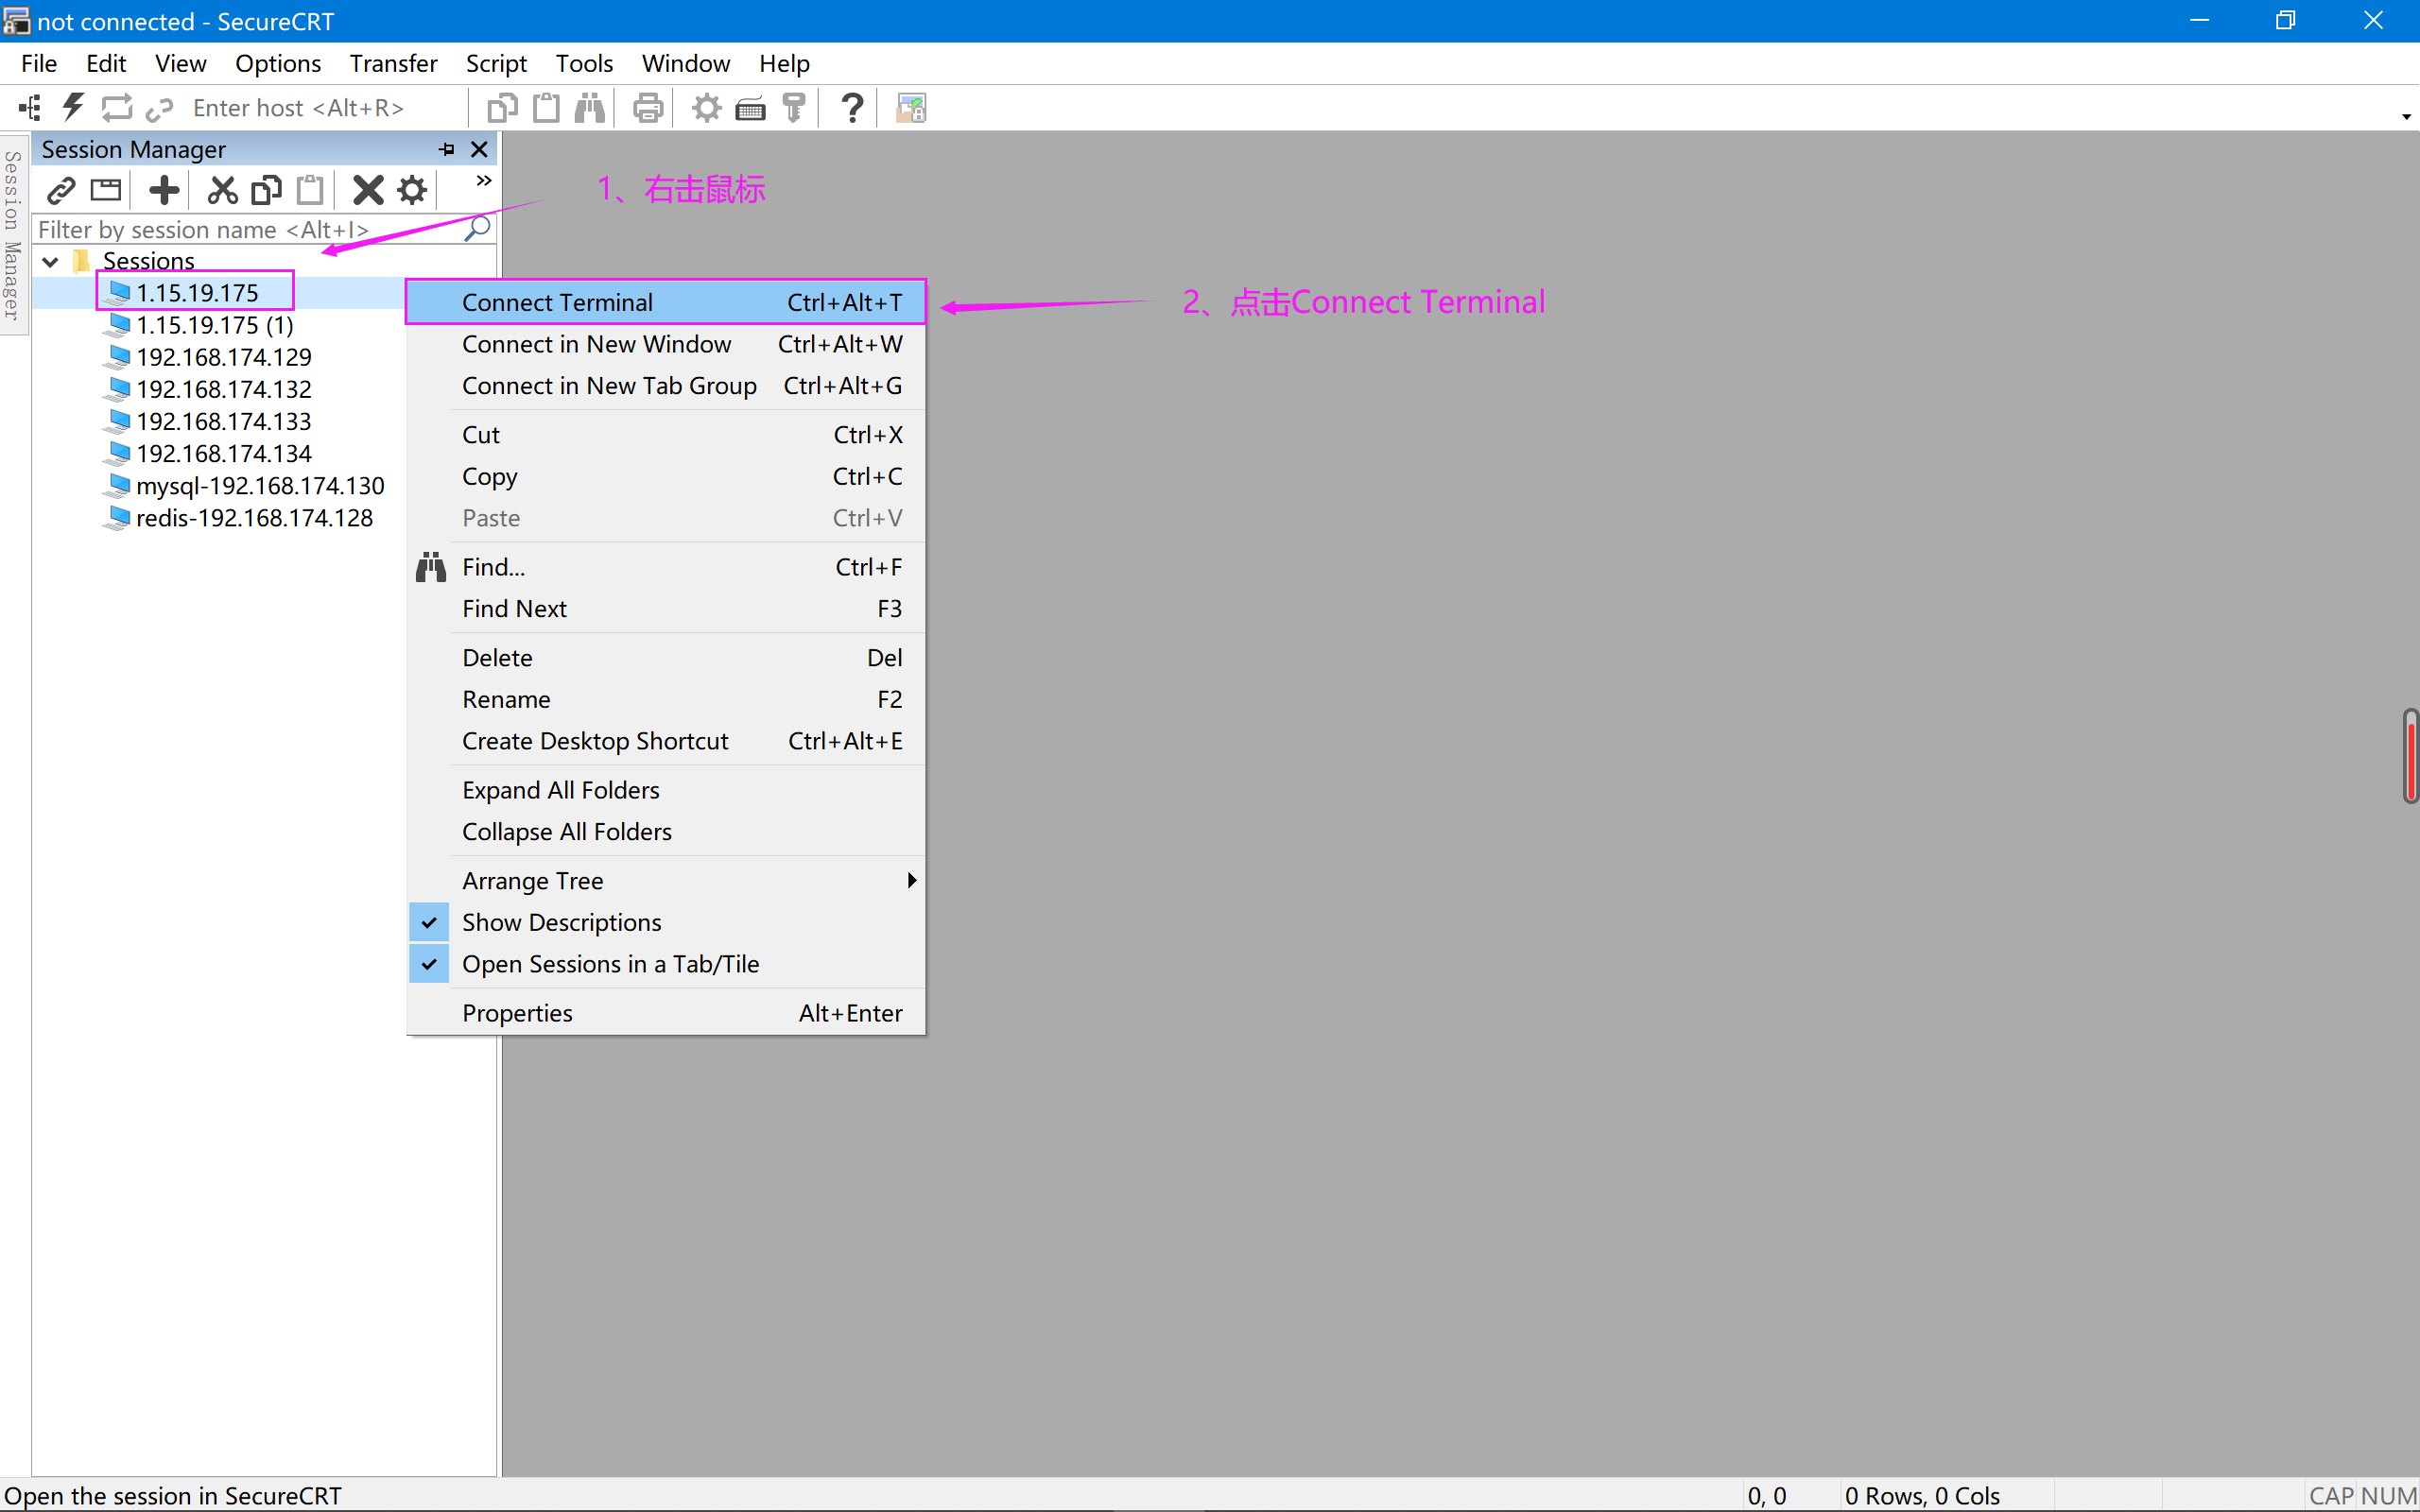 not connected - SecureCRT
File Edit View Options Transfer Script Tools Window Help
Enter host <Alt+R>
Session Manager
Session Manager
1、右击鼠标
Filter by session name <Alt+I>
Sessions
1.15.19.175
1.15.19.175 (1)
192.168.174.129
192.168.174.132
192.168.174.133
192.168.174.134
mysql-192.168.174.130
redis-192.168.174.128
Connect Terminal Ctrl+Alt+T
2、点击Connect Terminal
Connect in New Window Ctrl+Alt+W
Connect in New Tab Group Ctrl+Alt+G
Cut Ctrl+X
Copy Ctrl+C
Paste Ctrl+V
Find... Ctrl+F
Find Next F3
Delete Del
Rename F2
Create Desktop Shortcut Ctrl+Alt+E
Expand All Folders
Collapse All Folders
Arrange Tree
Show Descriptions
Open Sessions in a Tab/Tile
Properties Alt+Enter
Open the session in SecureCRT 0, 0 0 Rows, 0 Cols CAP NUM